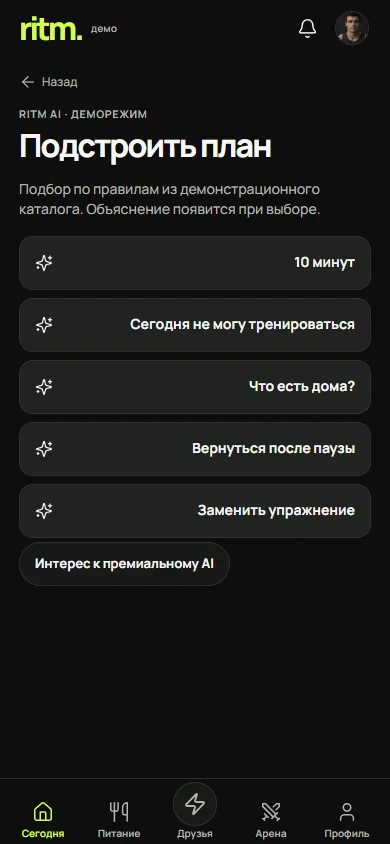 ritm. демо
Назад
RITM AI · ДЕМОРЕЖИМ
Подстроить план
Подбор по правилам из демонстрационного
каталога. Объяснение появится при выборе.
10 минут
Сегодня не могу тренироваться
Что есть дома?
Вернуться после паузы
Заменить упражнение
Интерес к премиальному AI
Сегодня Питание Друзья Арена Профиль